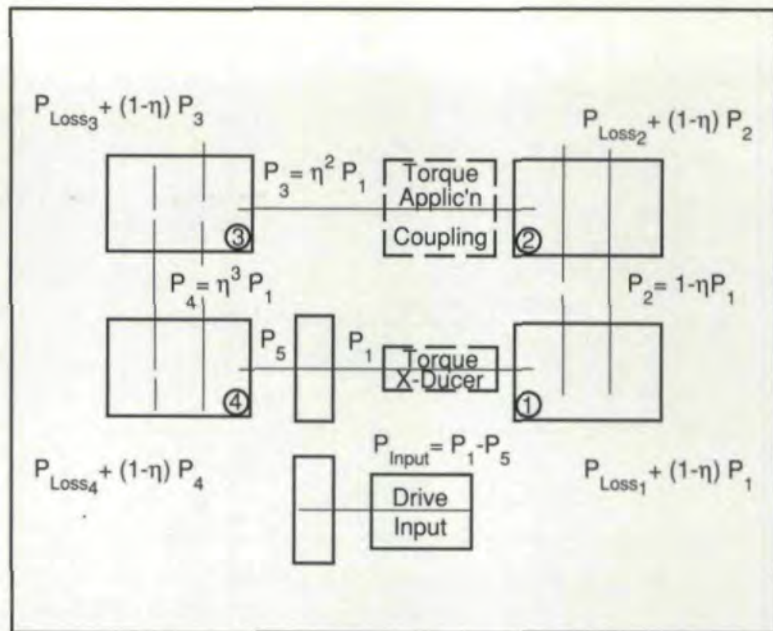 P_Loss3 + (1-η) P_3
P_Loss2 + (1-η) P_2
P_3 = η^2 P_1
Torque
Applic'n
Coupling
3
2
P_4 = η^3 P_1
P_2 = 1-ηP_1
P_5
P_1
Torque
X-Ducer
4
1
P_Input = P_1-P_5
P_Loss4 + (1-η) P_4
P_Loss1 + (1-η) P_1
Drive
Input